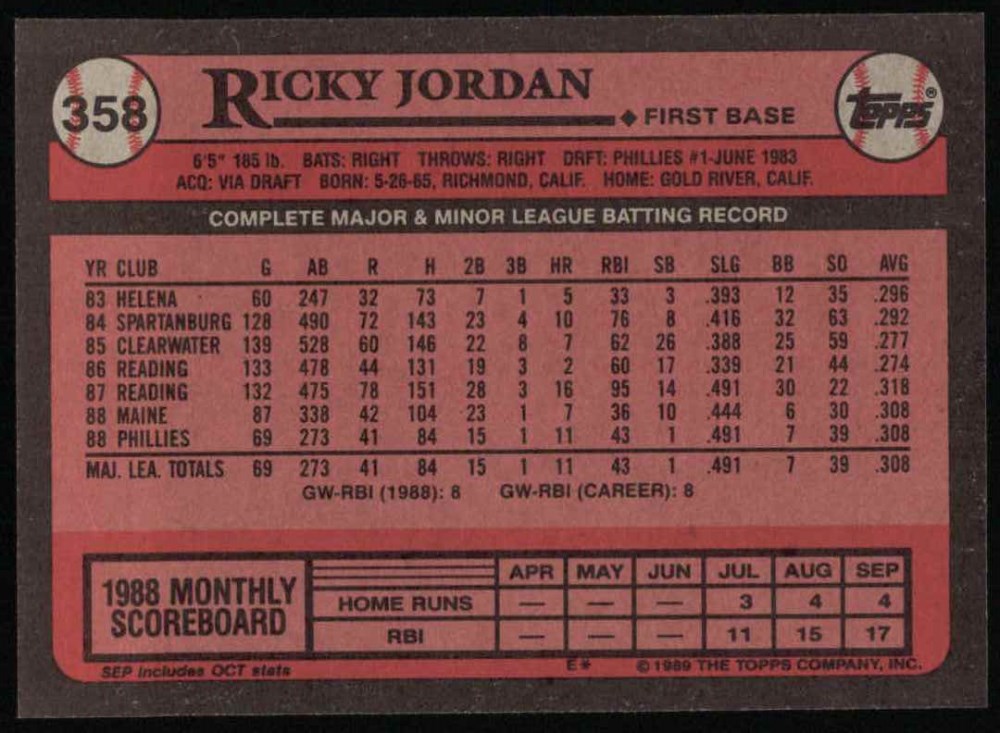 358
RICKY JORDAN
◆ FIRST BASE
TOPPS®
6'5" 185 lb. BATS: RIGHT THROWS: RIGHT DRFT: PHILLIES #1-JUNE 1983
ACQ: VIA DRAFT BORN: 5-26-65, RICHMOND, CALIF. HOME: GOLD RIVER, CALIF.
COMPLETE MAJOR & MINOR LEAGUE BATTING RECORD
YR CLUB G AB R H 2B 3B HR RBI SB SLG BB SO AVG
83 HELENA 60 247 32 73 7 1 5 33 3 .393 12 35 .296
84 SPARTANBURG 128 490 72 143 23 4 10 76 8 .416 32 63 .292
85 CLEARWATER 139 528 60 146 22 8 7 62 26 .388 25 59 .277
86 READING 133 478 44 131 19 3 2 60 17 .339 21 44 .274
87 READING 132 475 78 151 28 3 16 95 14 .491 30 22 .318
88 MAINE 87 338 42 104 23 1 7 36 10 .444 6 30 .308
88 PHILLIES 69 273 41 84 15 1 11 43 1 .491 7 39 .308
MAJ. LEA. TOTALS 69 273 41 84 15 1 11 43 1 .491 7 39 .308
GW-RBI (1988): 8 GW-RBI (CAREER): 8
1988 MONTHLY
SCOREBOARD
APR MAY JUN JUL AUG SEP
HOME RUNS — — — 3 4 4
RBI — — — 11 15 17
SEP includes OCT stats
E* © 1989 THE TOPPS COMPANY, INC.